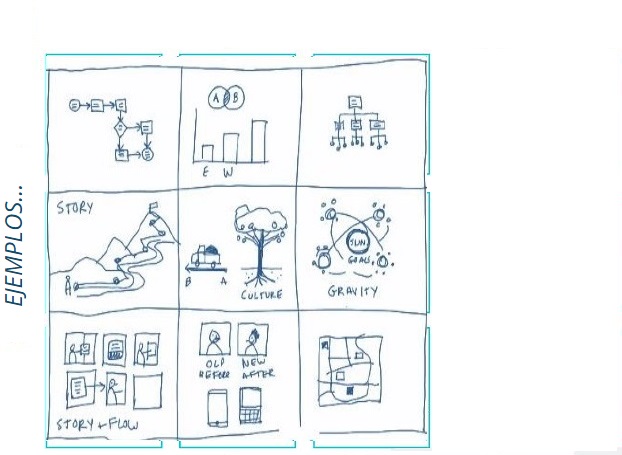 EJEMPLOS...
A B
E W
STORY
B A
CULTURE
SUN
GOALS
GRAVITY
OLD NEW
BEFORE AFTER
STORY + FLOW